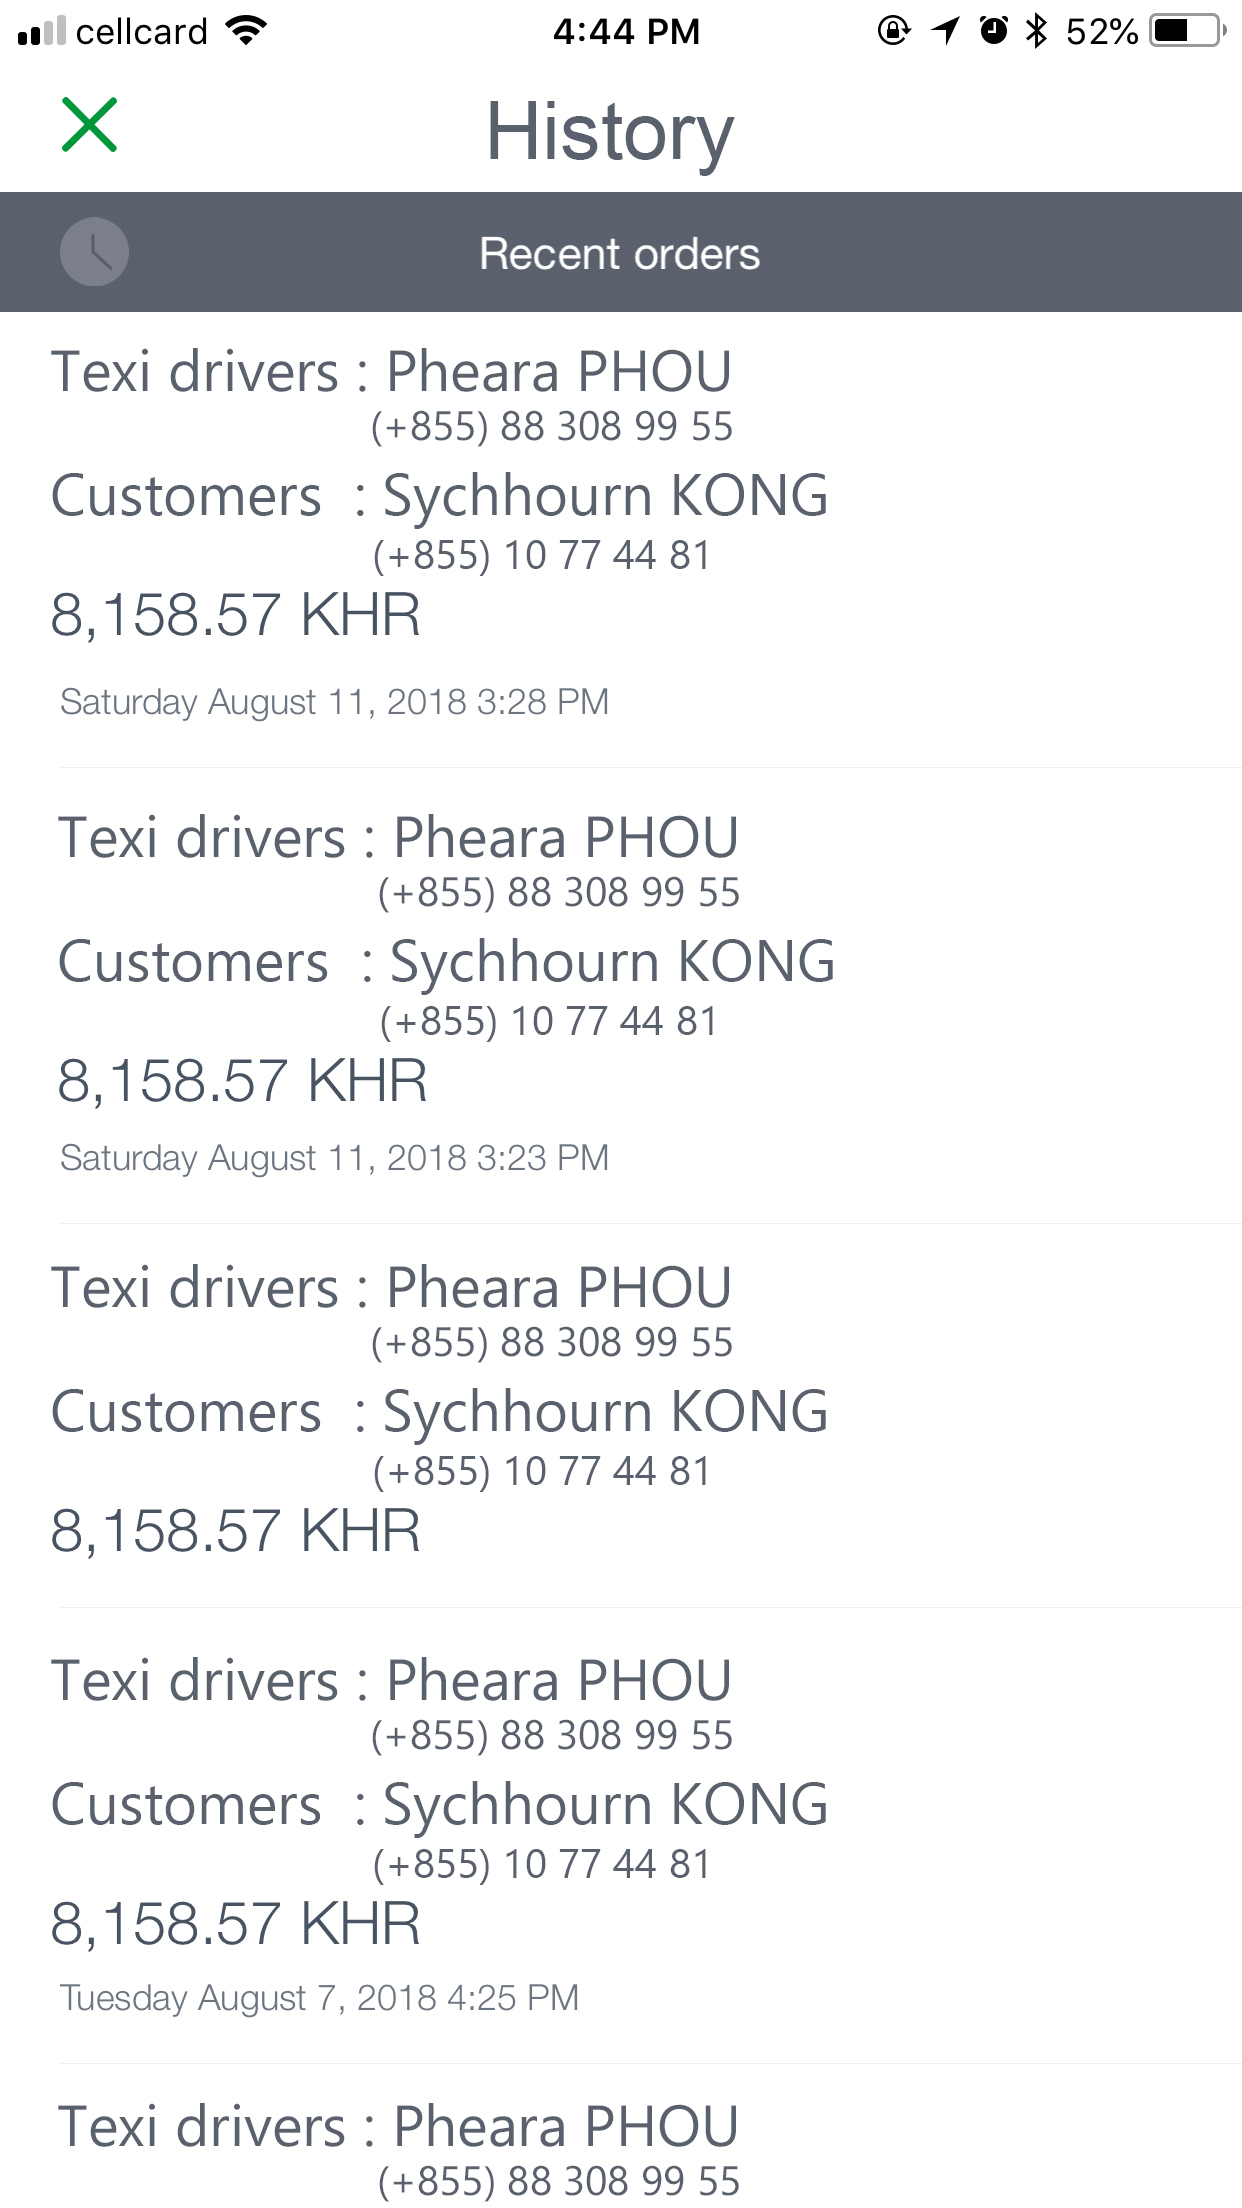 cellcard 4:44 PM 52%
History
Recent orders
Texi drivers : Pheara PHOU
(+855) 88 308 99 55
Customers : Sychhourn KONG
(+855) 10 77 44 81
8,158.57 KHR
Saturday August 11, 2018 3:28 PM
Texi drivers : Pheara PHOU
(+855) 88 308 99 55
Customers : Sychhourn KONG
(+855) 10 77 44 81
8,158.57 KHR
Saturday August 11, 2018 3:23 PM
Texi drivers : Pheara PHOU
(+855) 88 308 99 55
Customers : Sychhourn KONG
(+855) 10 77 44 81
8,158.57 KHR
Texi drivers : Pheara PHOU
(+855) 88 308 99 55
Customers : Sychhourn KONG
(+855) 10 77 44 81
8,158.57 KHR
Tuesday August 7, 2018 4:25 PM
Texi drivers : Pheara PHOU
(+855) 88 308 99 55